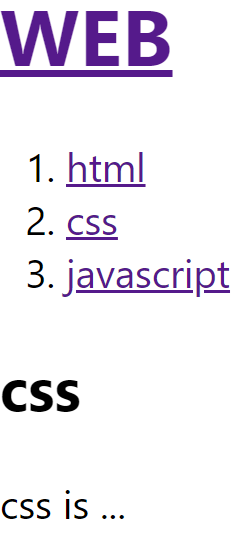 WEB
1. html
2. css
3. javascript
css
css is ...